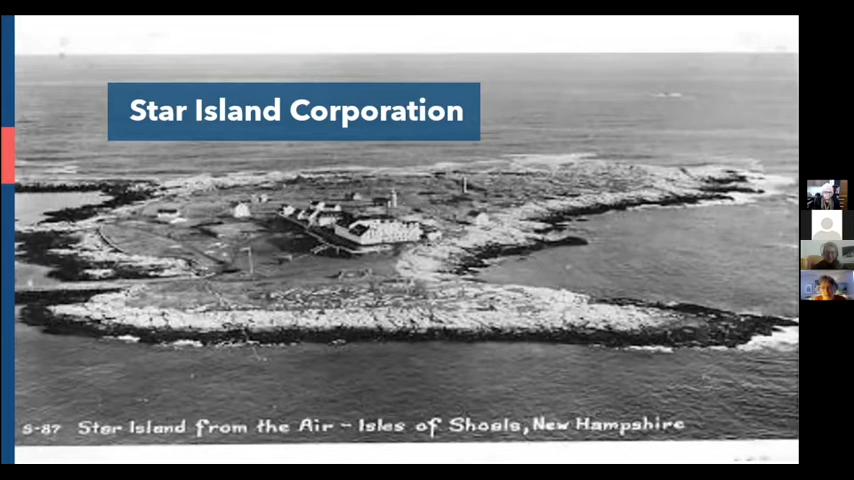 Star Island Corporation
S-87 Star Island from the Air - Isles of Shoals, New Hampshire